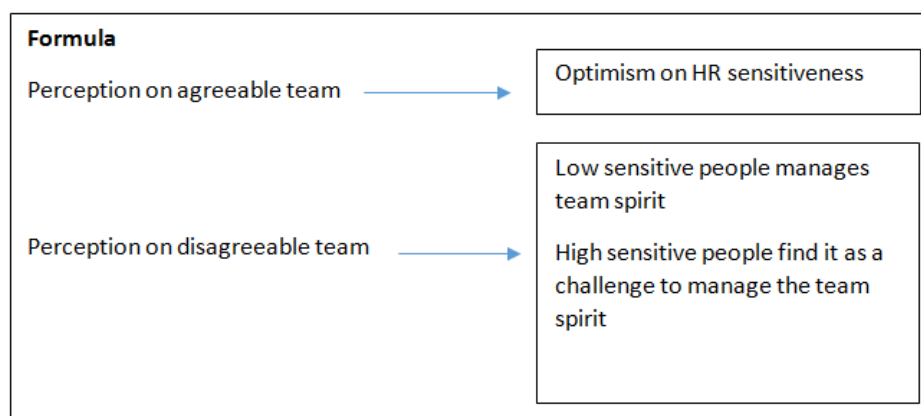 Formula
Optimism on HR sensitiveness
Perception on agreeable team
Low sensitive people manages
team spirit
Perception on disagreeable team
High sensitive people find it as a
challenge to manage the team
spirit